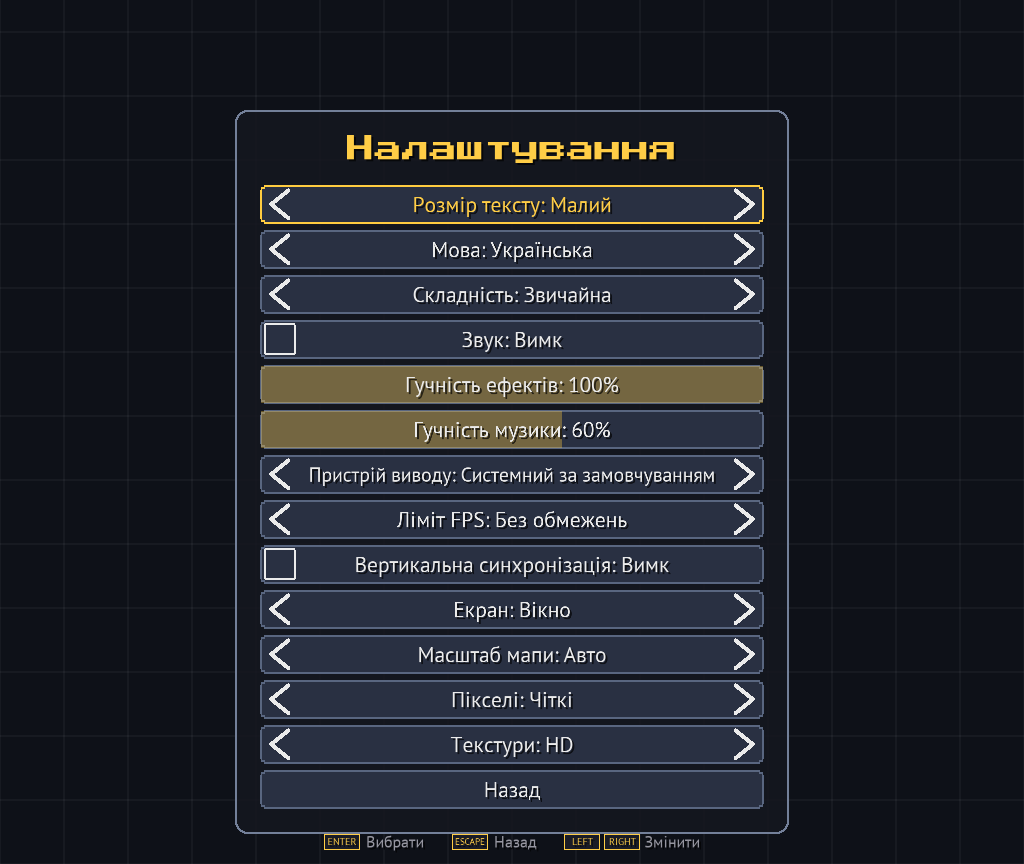 Налаштування
Розмір тексту: Малий
Мова: Українська
Складність: Звичайна
Звук: Вимк
Гучність ефектів: 100%
Гучність музики: 60%
Пристрій виводу: Системний за замовчуванням
Ліміт FPS: Без обмежень
Вертикальна синхронізація: Вимк
Екран: Вікно
Масштаб мапи: Авто
Пікселі: Чіткі
Текстури: HD
Назад
ENTER Вибрати ESCAPE Назад LEFT RIGHT Змінити